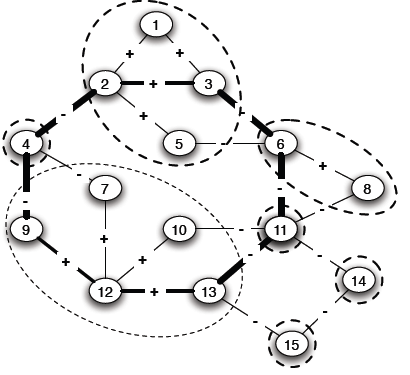 1
+ +
2 + 3
- + -
4 5 - 6
- - - +
7 8
+ -
9 10 - 11
+ + - -
12 + 13 14
- -
15